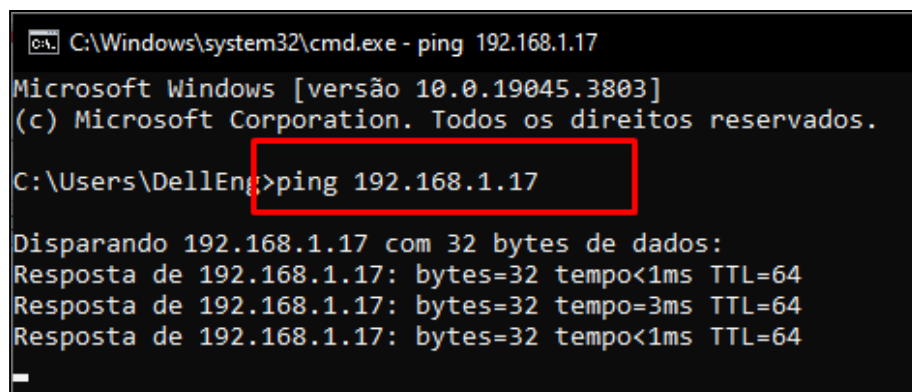 C:\Windows\system32\cmd.exe - ping 192.168.1.17
Microsoft Windows [versão 10.0.19045.3803]
(c) Microsoft Corporation. Todos os direitos reservados.
C:\Users\DellEng>ping 192.168.1.17
Disparando 192.168.1.17 com 32 bytes de dados:
Resposta de 192.168.1.17: bytes=32 tempo<1ms TTL=64
Resposta de 192.168.1.17: bytes=32 tempo=3ms TTL=64
Resposta de 192.168.1.17: bytes=32 tempo<1ms TTL=64